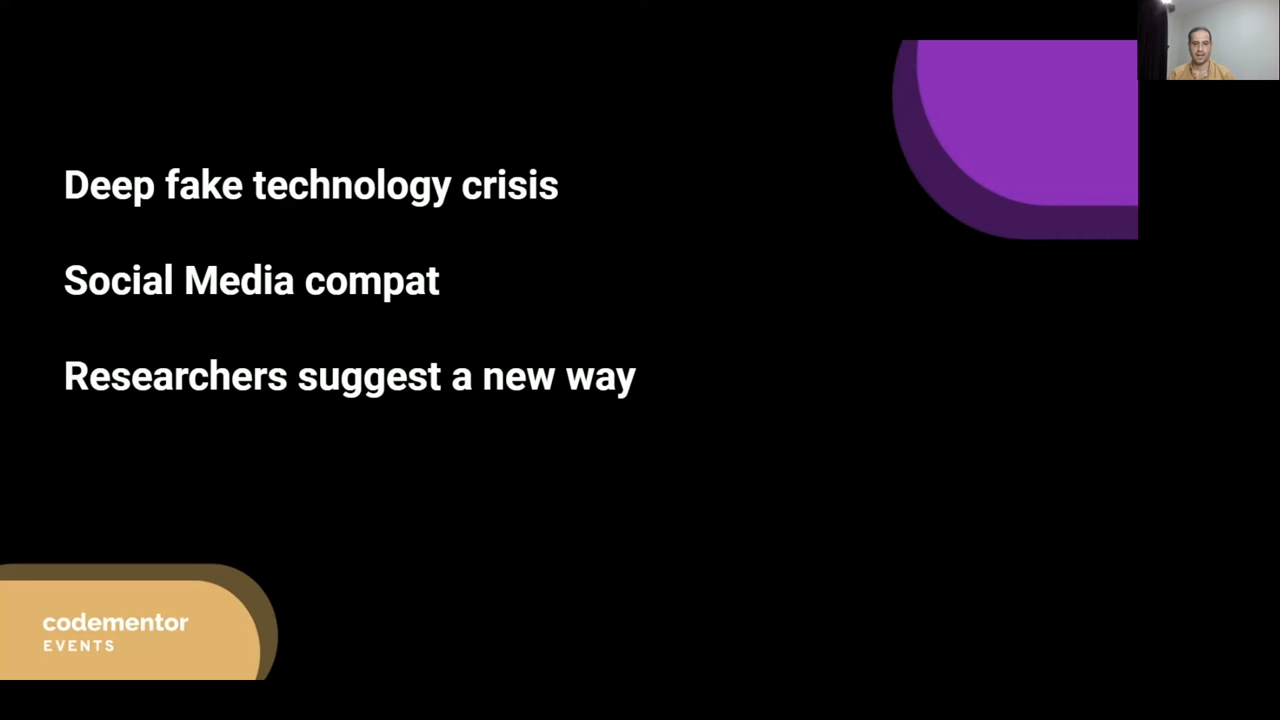 Deep fake technology crisis
Social Media compat
Researchers suggest a new way
codementor
EVENTS